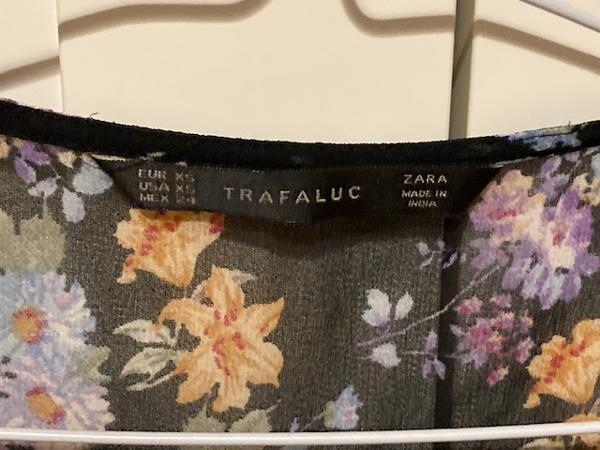 EUR XS
USA XS
MEX 24
TRAFALUC
ZARA
MADE IN
INDIA